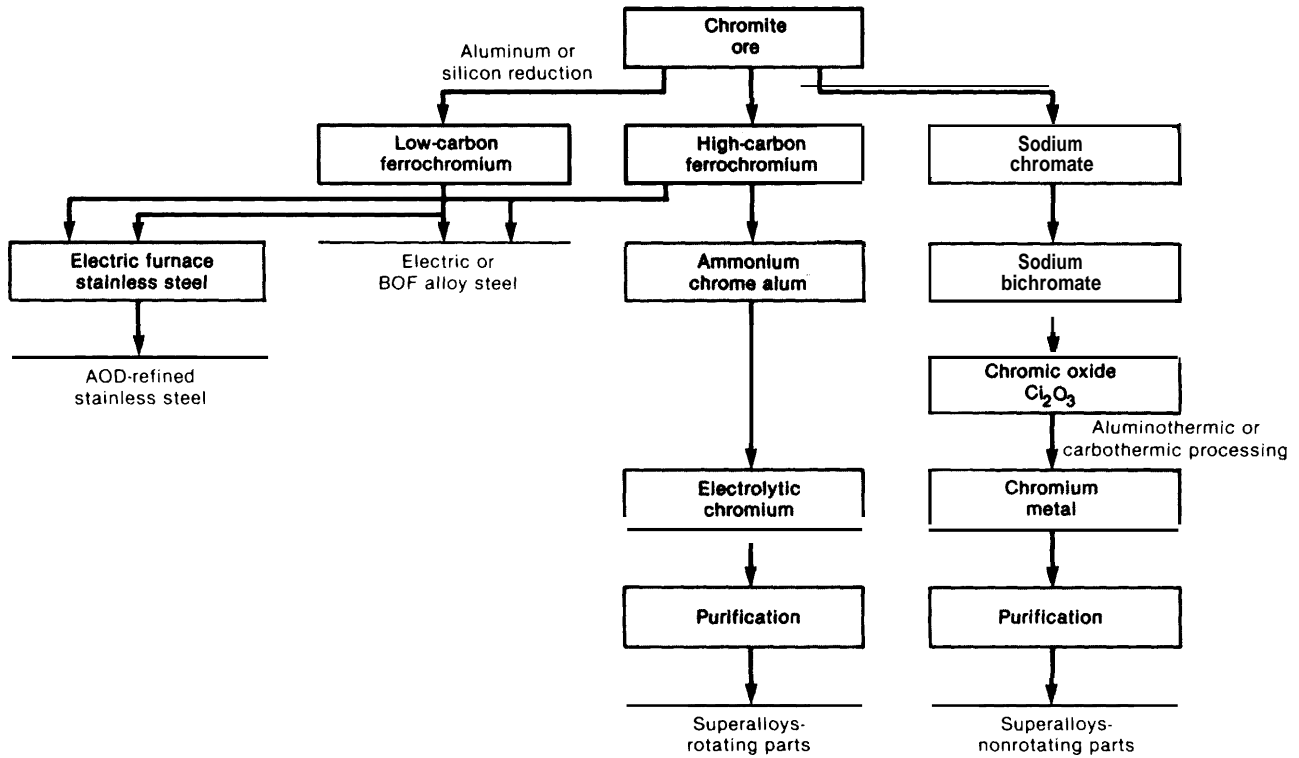 Chromite
ore
Aluminum or
silicon reduction
Low-carbon
ferrochromium
High-carbon
ferrochromium
Sodium
chromate
Electric furnace
stainless steel
Electric or
BOF alloy steel
Ammonium
chrome alum
Sodium
bichromate
AOD-refined
stainless steel
Chromic oxide
Ci₂O₃
Aluminothermic or
carbothermic processing
Electrolytic
chromium
Chromium
metal
Purification
Purification
Superalloys-
rotating parts
Superalloys-
nonrotating parts